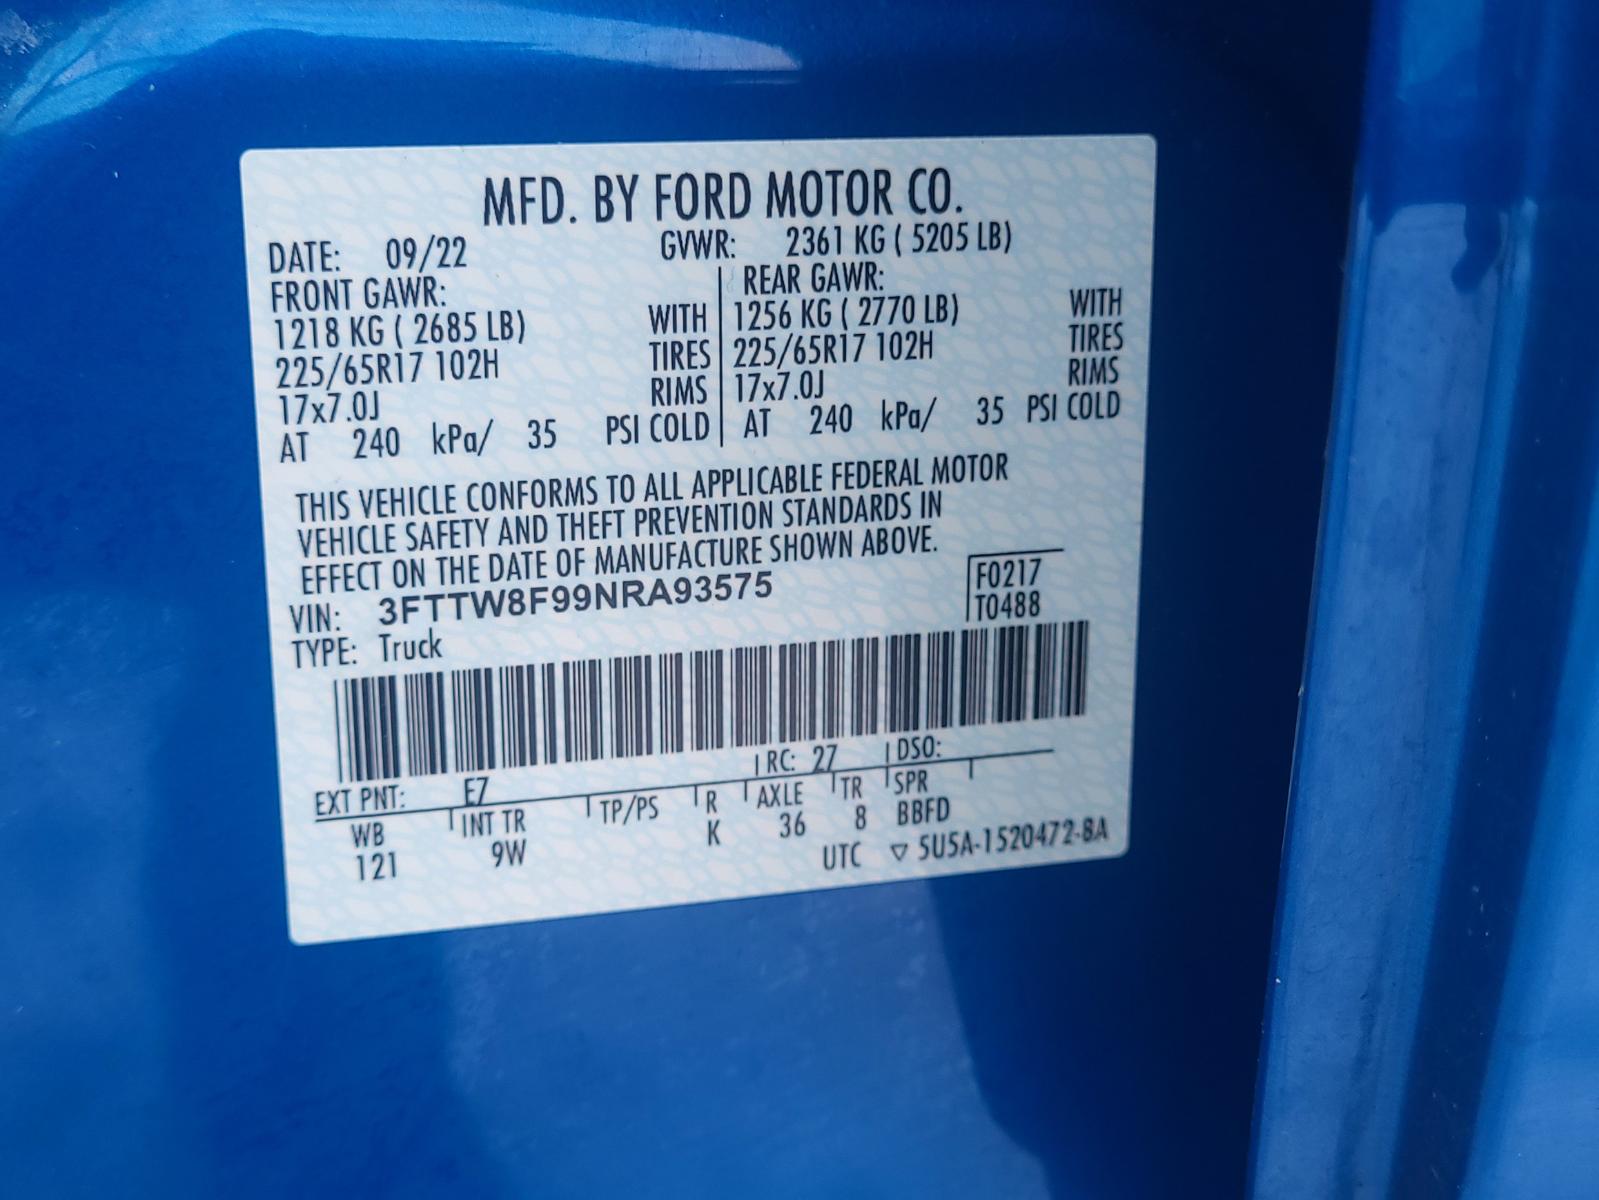 MFD. BY FORD MOTOR CO.
DATE: 09/22 GVWR: 2361 KG ( 5205 LB)
FRONT GAWR: REAR GAWR:
1218 KG ( 2685 LB) WITH 1256 KG ( 2770 LB) WITH
225/65R17 102H TIRES 225/65R17 102H TIRES
17x7.0J RIMS 17x7.0J RIMS
AT 240 kPa/ 35 PSI COLD AT 240 kPa/ 35 PSI COLD
THIS VEHICLE CONFORMS TO ALL APPLICABLE FEDERAL MOTOR
VEHICLE SAFETY AND THEFT PREVENTION STANDARDS IN
EFFECT ON THE DATE OF MANUFACTURE SHOWN ABOVE.
VIN: 3FTTW8F99NRA93575 F0217
TYPE: Truck T0488
EXT PNT: E7 RC: 27 DSO:
WB INT TR TP/PS R AXLE TR SPR
121 9W K 36 8 BBFD
UTC ▽ 5U5A-1520472-BA